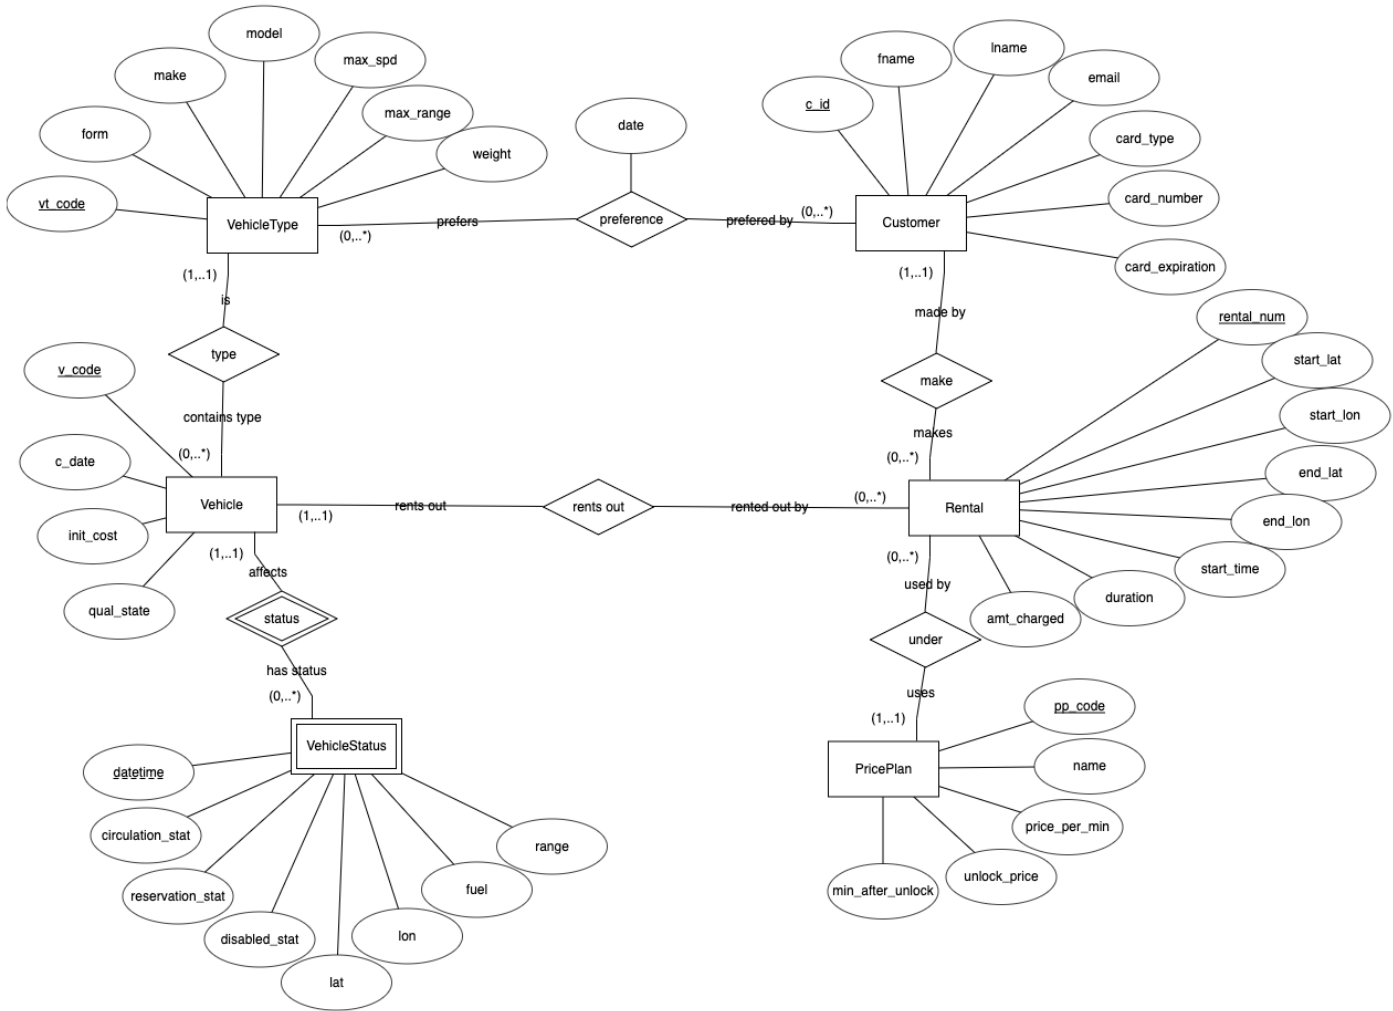 model
lname
fname
max_spd
make
email
c_id
max_range
date
form
card_type
weight
card_number
vt_code
(0,..*)
preference
prefers
prefered by
Customer
VehicleType
(0,..*)
card_expiration
(1,..1)
(1,..1)
is
made by
rental_num
type
start_lat
v_code
make
start_lon
contains type
makes
(0,..*)
(0,..*)
c_date
end_lat
(0,..*)
Vehicle
rents out
rents out
rented out by
Rental
(1,..1)
end_lon
init_cost
(1,..1)
(0,..*)
affects
start_time
used by
duration
qual_state
status
amt_charged
under
has status
uses
(0,..*)
pp_code
(1,..1)
VehicleStatus
name
PricePlan
datetime
price_per_min
circulation_stat
range
unlock_price
fuel
min_after_unlock
reservation_stat
lon
disabled_stat
lat